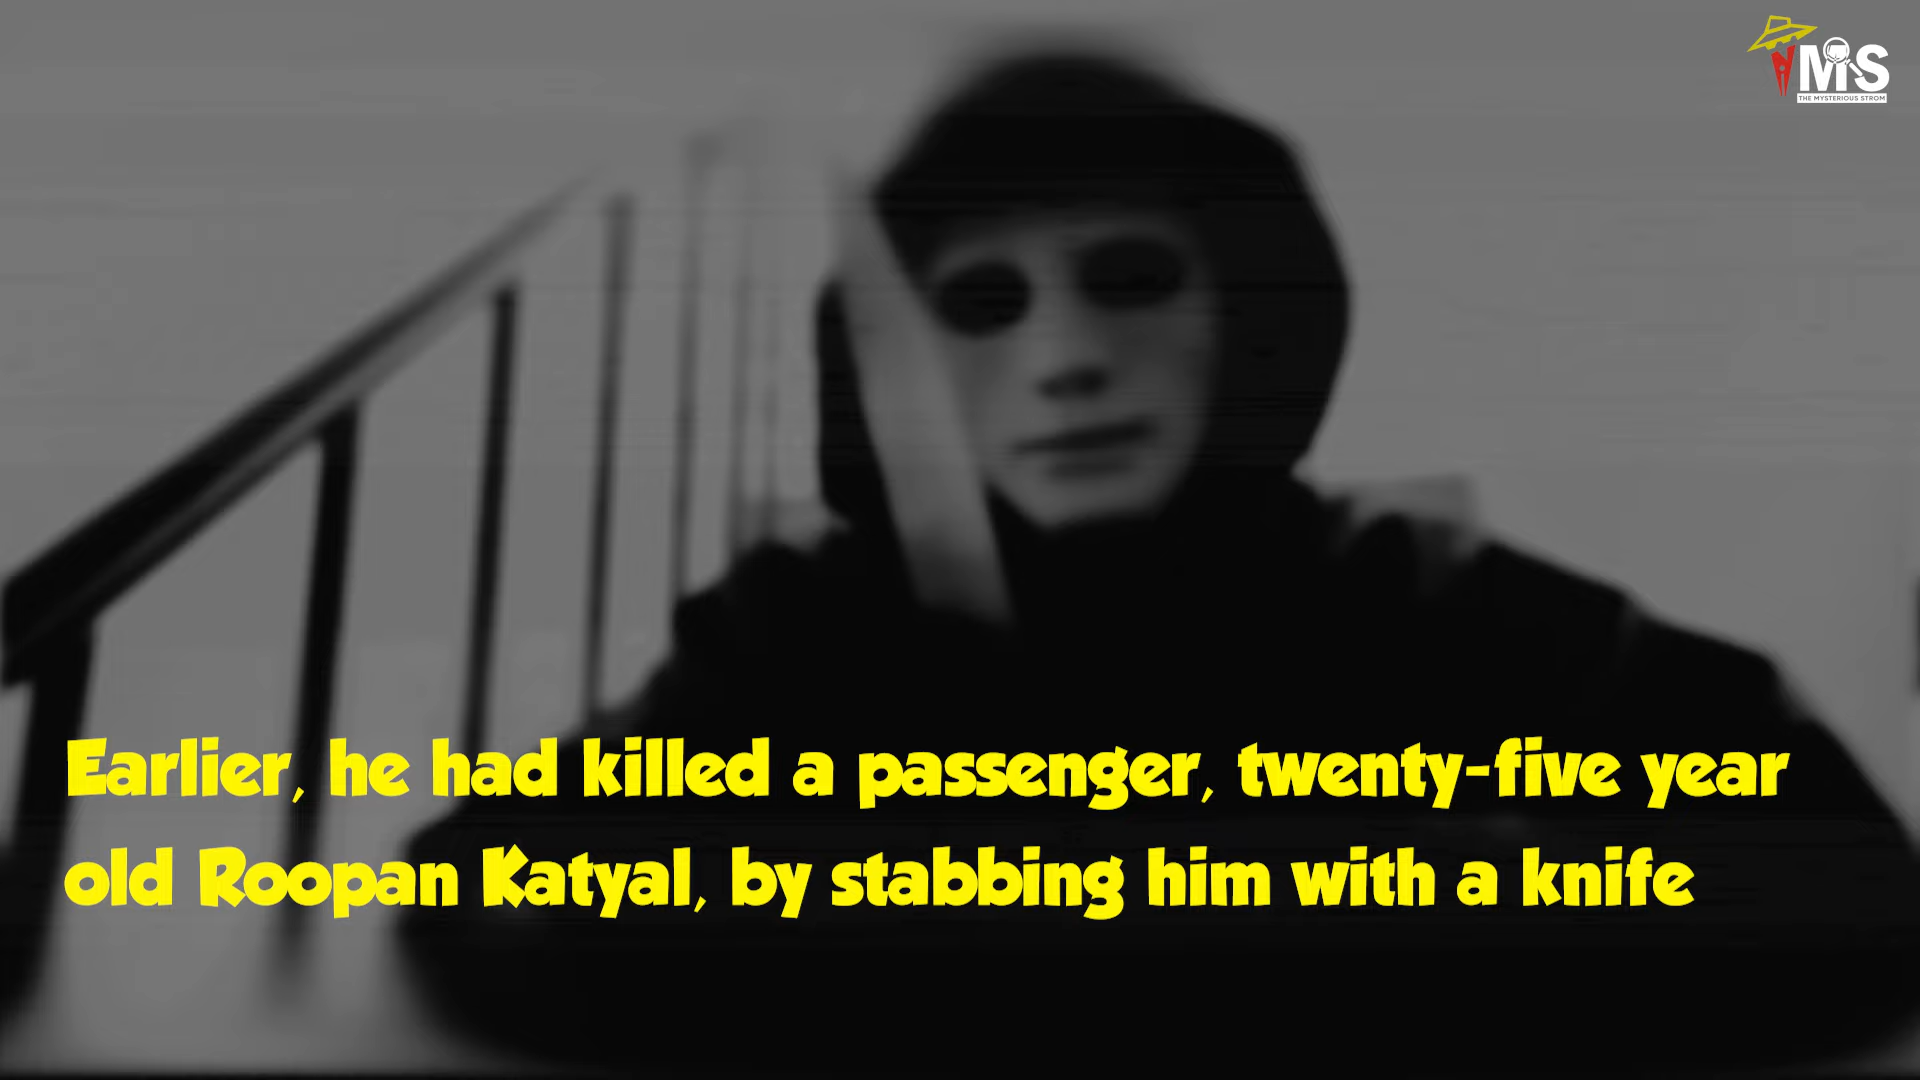 MS
THE MYSTERIOUS STROM
Earlier, he had killed a passenger, twenty-five year
old Roopan Katyal, by stabbing him with a knife